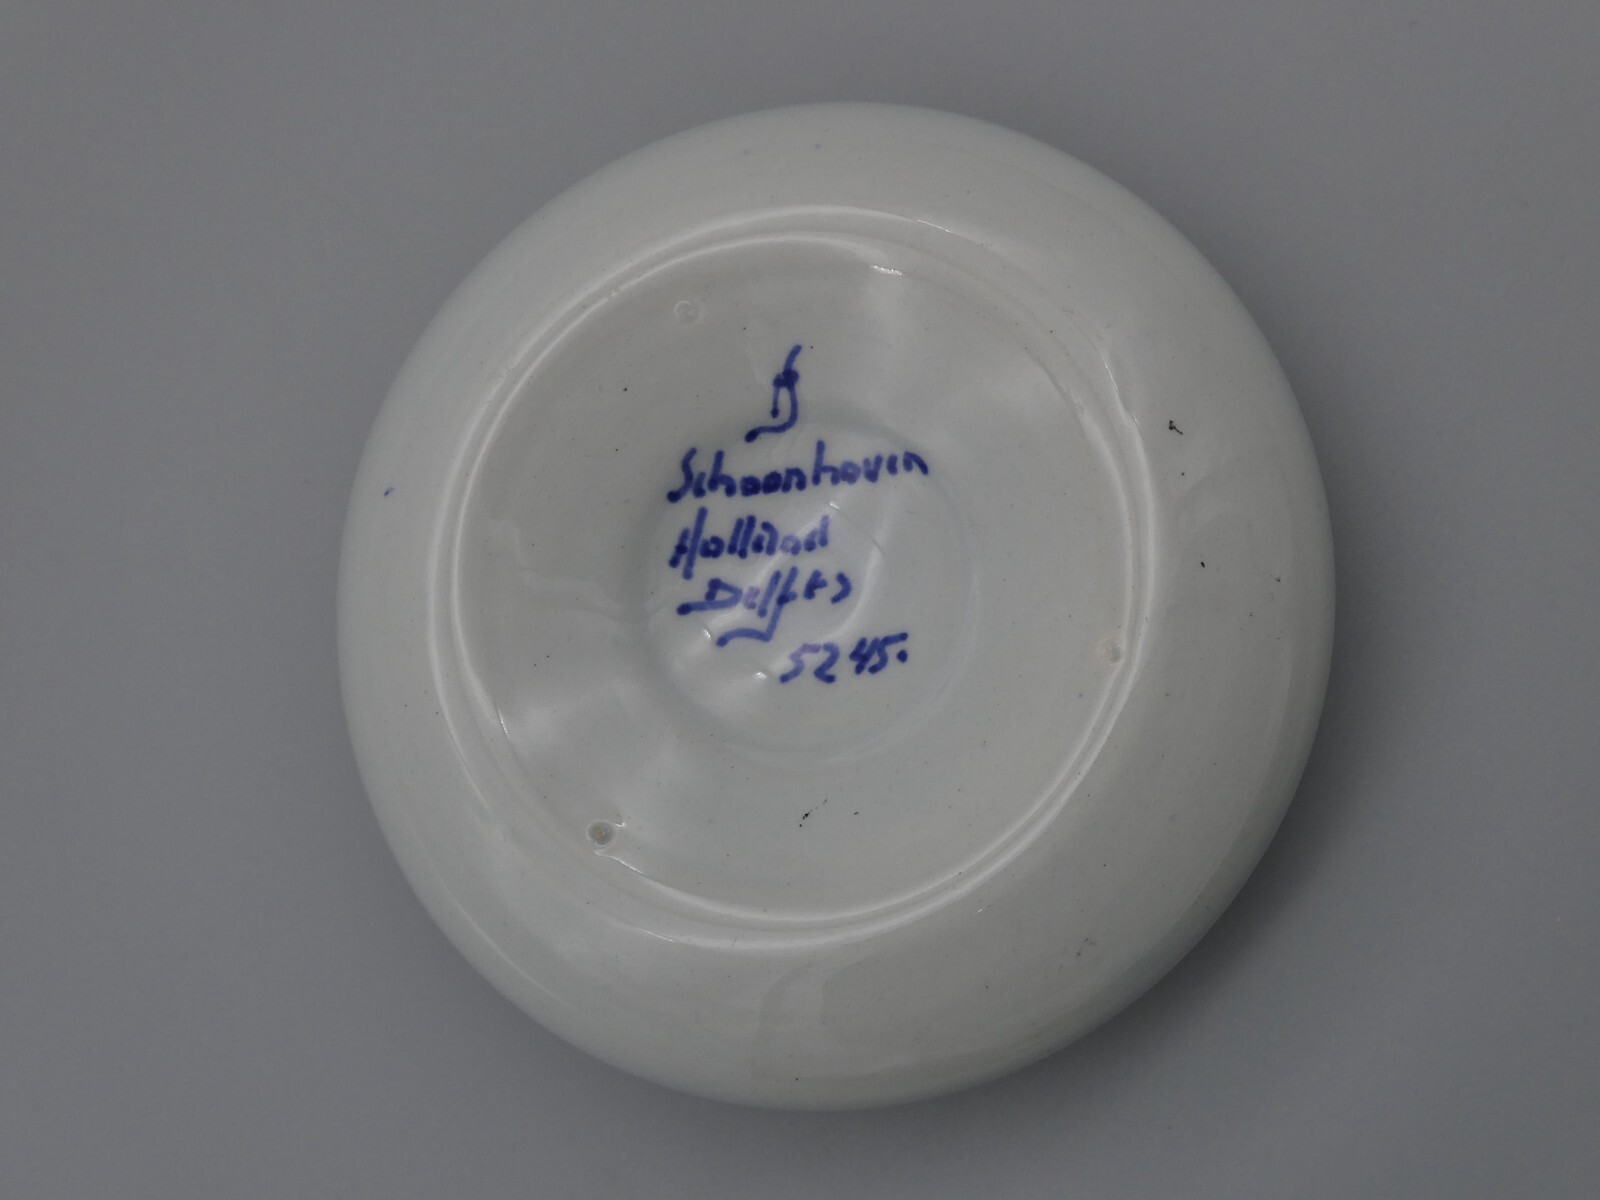 Schoonhoven
Holland
Delfts
5245.